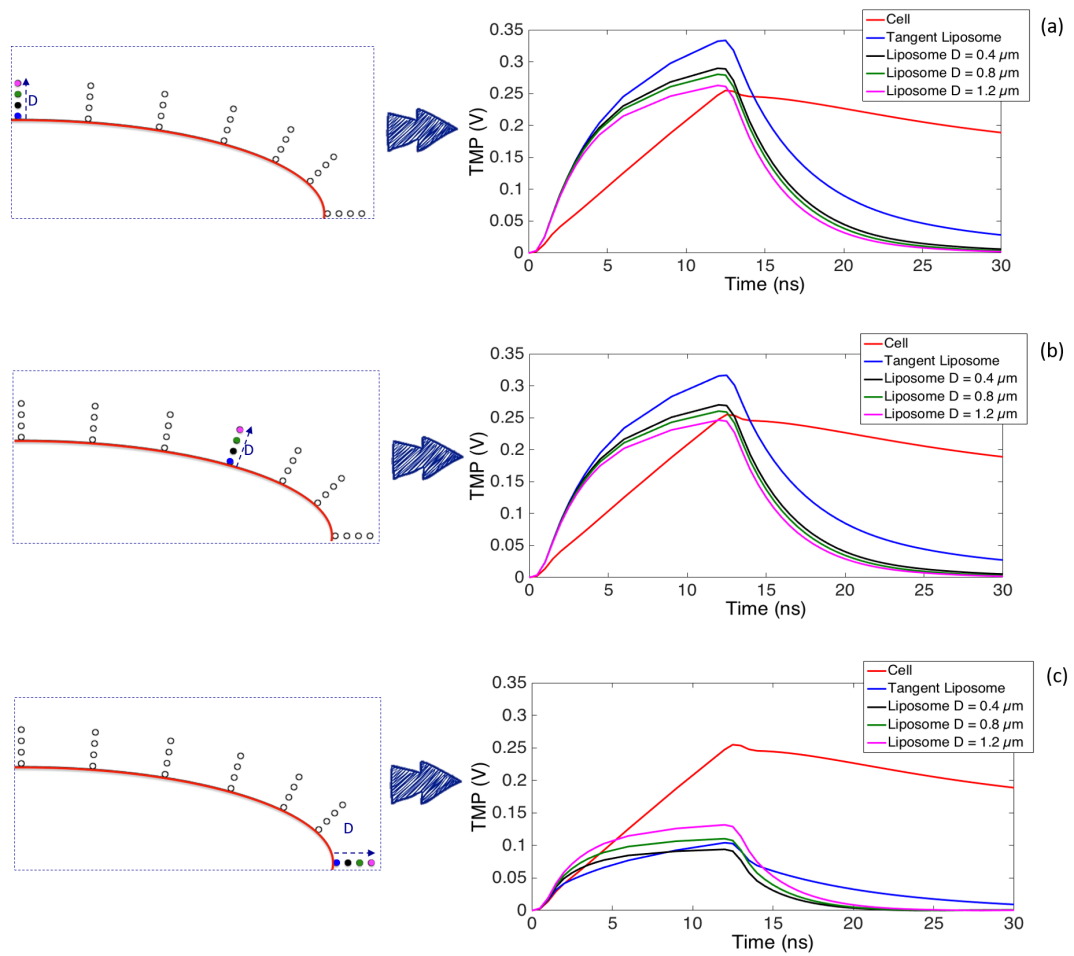 (a)
D
Cell
Tangent Liposome
Liposome D = 0.4 µm
Liposome D = 0.8 µm
Liposome D = 1.2 µm
TMP (V)
0.35
0.3
0.25
0.2
0.15
0.1
0.05
0
0 5 10 15 20 25 30
Time (ns)
(b)
D
Cell
Tangent Liposome
Liposome D = 0.4 µm
Liposome D = 0.8 µm
Liposome D = 1.2 µm
TMP (V)
0.35
0.3
0.25
0.2
0.15
0.1
0.05
0
0 5 10 15 20 25 30
Time (ns)
(c)
D
Cell
Tangent Liposome
Liposome D = 0.4 µm
Liposome D = 0.8 µm
Liposome D = 1.2 µm
TMP (V)
0.35
0.3
0.25
0.2
0.15
0.1
0.05
0
0 5 10 15 20 25 30
Time (ns)